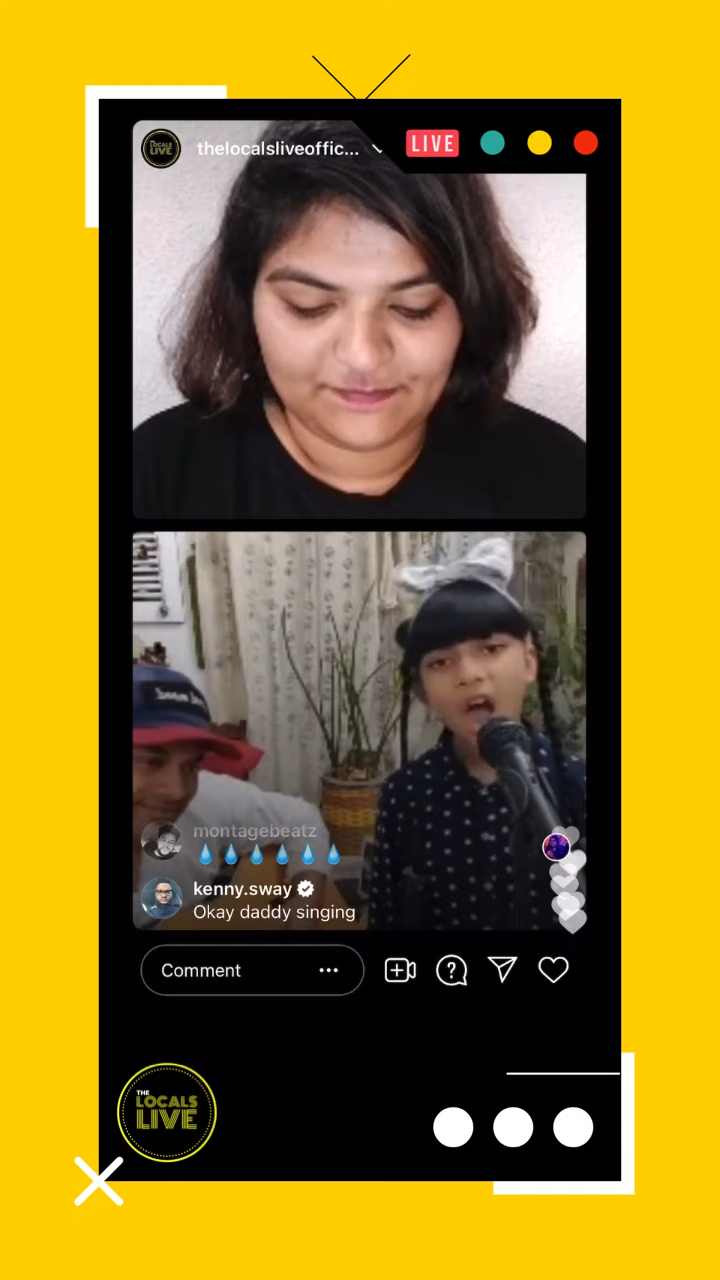 thelocalsliveoffic...
LIVE
montagebeatz
💧💧💧💧💧💧
kenny.sway
Okay daddy singing
Comment
THE
LOCALS
LIVE